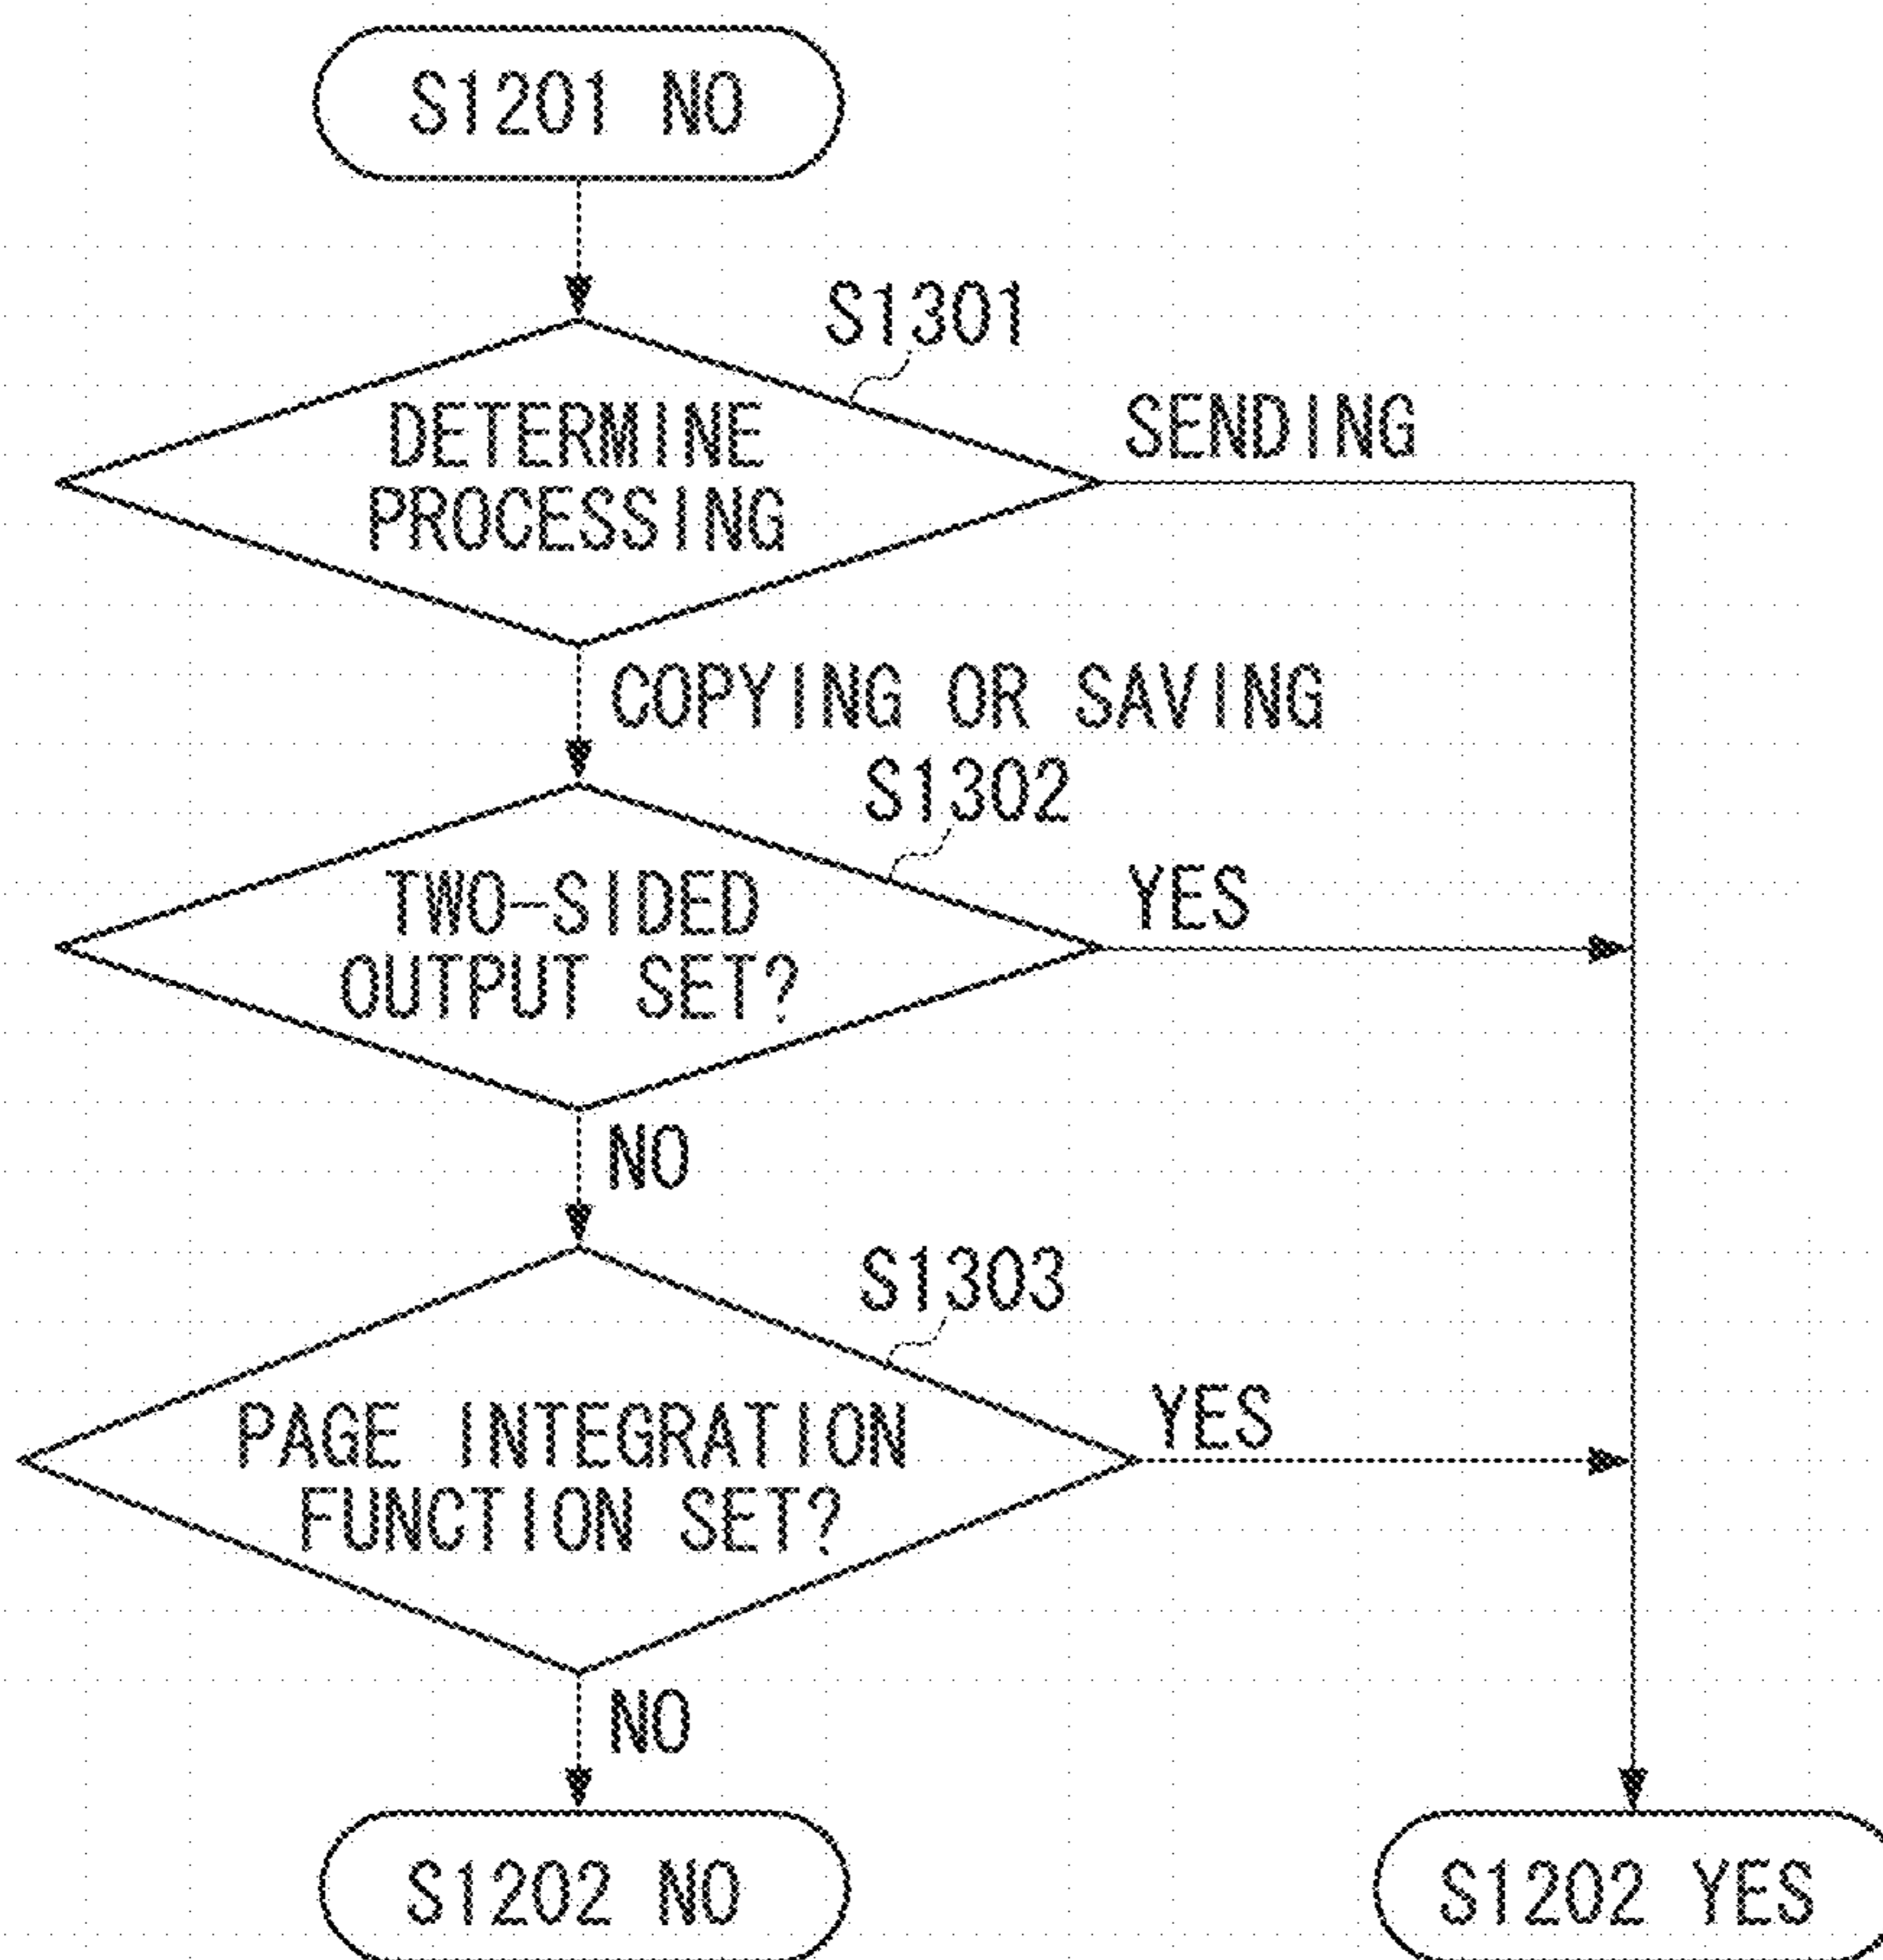 S1201 NO
S1301
DETERMINE
PROCESSING
SENDING
COPYING OR SAVING
S1302
TWO-SIDED
OUTPUT SET?
YES
NO
S1303
PAGE INTEGRATION
FUNCTION SET?
YES
NO
S1202 NO
S1202 YES